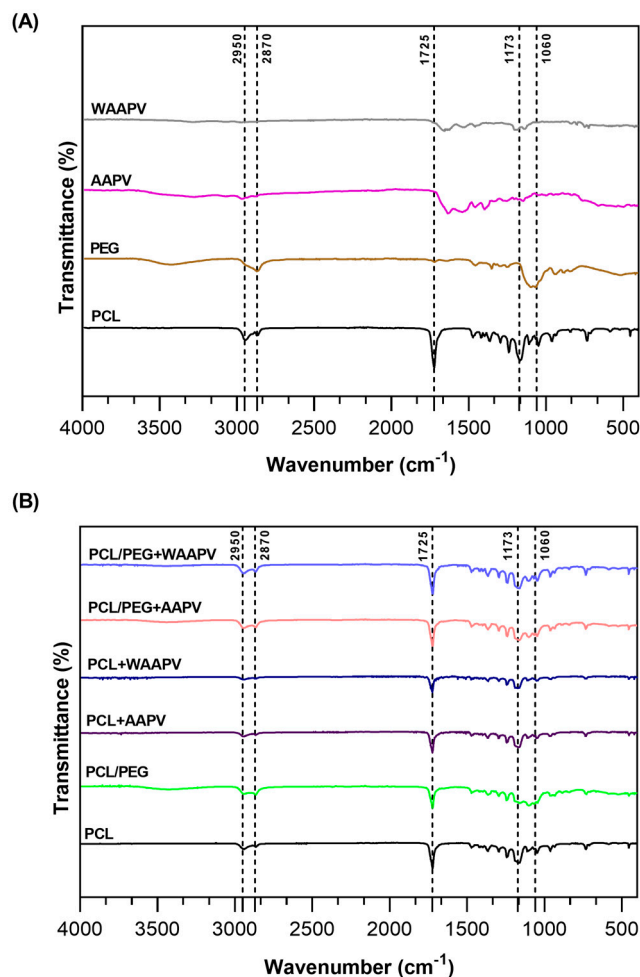 (A)
2950
2870
1725
1173
1060
WAAPV
AAPV
PEG
PCL
Transmittance (%)
4000 3500 3000 2500 2000 1500 1000 500
Wavenumber (cm⁻¹)
(B)
2950
2870
1725
1173
1060
PCL/PEG+WAAPV
PCL/PEG+AAPV
PCL+WAAPV
PCL+AAPV
PCL/PEG
PCL
Transmittance (%)
4000 3500 3000 2500 2000 1500 1000 500
Wavenumber (cm⁻¹)